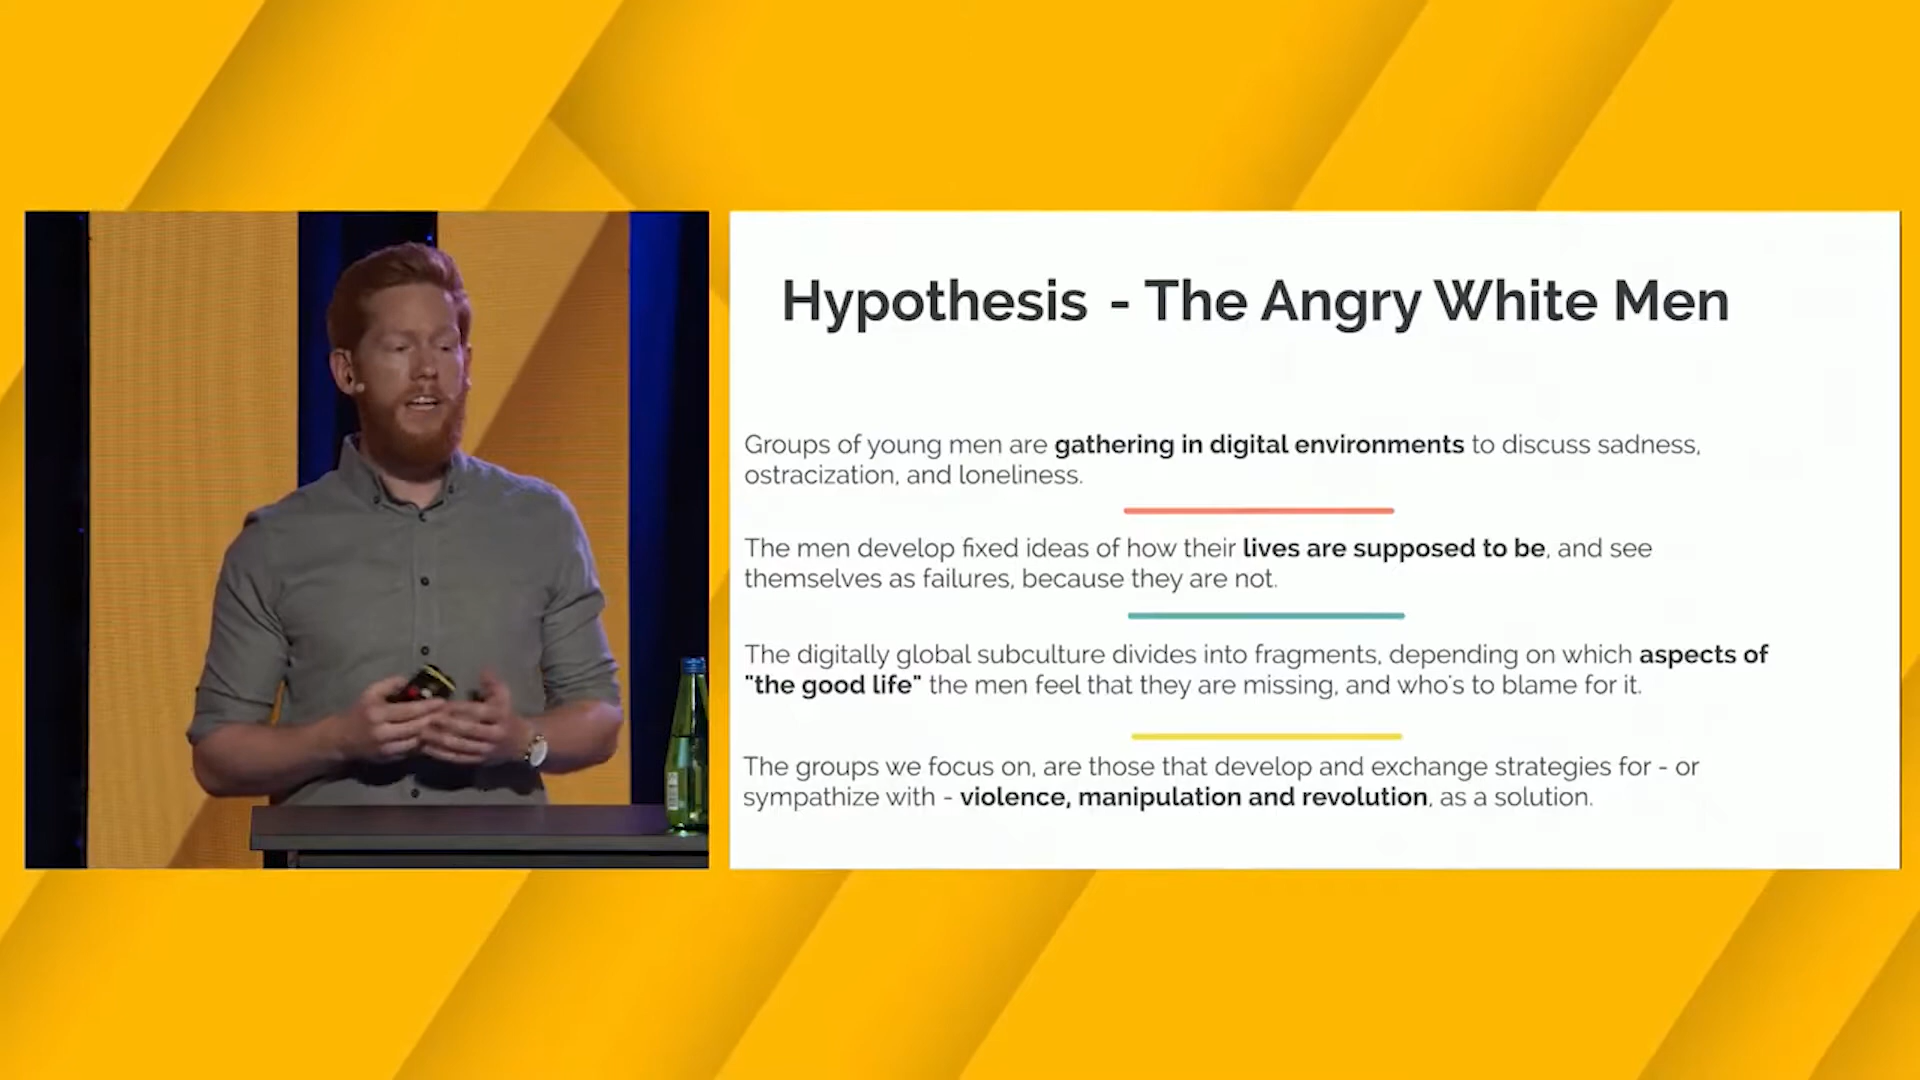 Hypothesis - The Angry White Men
Groups of young men are gathering in digital environments to discuss sadness,
ostracization, and loneliness.
The men develop fixed ideas of how their lives are supposed to be, and see
themselves as failures, because they are not.
The digitally global subculture divides into fragments, depending on which aspects of
"the good life" the men feel that they are missing, and who's to blame for it.
The groups we focus on, are those that develop and exchange strategies for - or
sympathize with - violence, manipulation and revolution, as a solution.